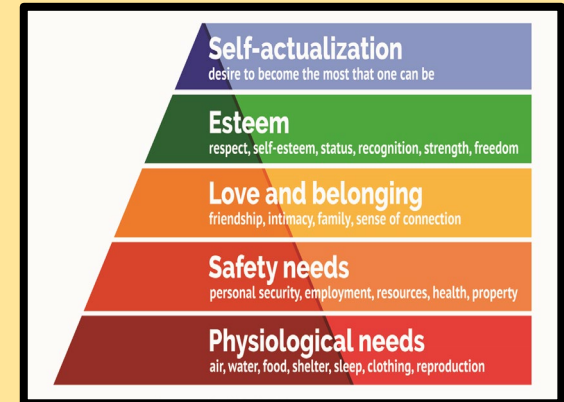 Self-actualization
desire to become the most that one can be
Esteem
respect, self-esteem, status, recognition, strength, freedom
Love and belonging
friendship, intimacy, family, sense of connection
Safety needs
personal security, employment, resources, health, property
Physiological needs
air, water, food, shelter, sleep, clothing, reproduction